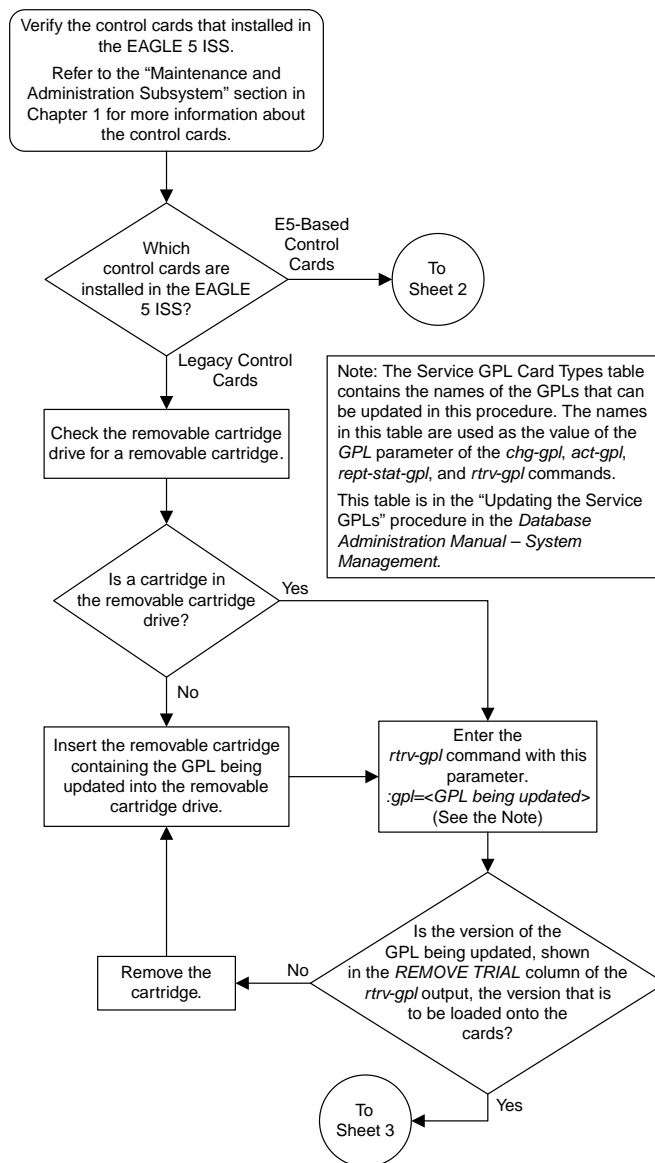 Verify the control cards that installed in
the EAGLE 5 ISS.
Refer to the “Maintenance and
Administration Subsystem” section in
Chapter 1 for more information about
the control cards.
Which
control cards are
installed in the EAGLE
5 ISS?
E5-Based
Control
Cards
To
Sheet 2
Legacy Control
Cards
Note: The Service GPL Card Types table
contains the names of the GPLs that can
be updated in this procedure. The names
in this table are used as the value of the
GPL parameter of the chg-gpl, act-gpl,
rept-stat-gpl, and rtrv-gpl commands.
This table is in the “Updating the Service
GPLs” procedure in the Database
Administration Manual – System
Management.
Check the removable cartridge
drive for a removable cartridge.
Is a cartridge in
the removable cartridge
drive?
Yes
No
Insert the removable cartridge
containing the GPL being
updated into the removable
cartridge drive.
Enter the
rtrv-gpl command with this
parameter.
:gpl=<GPL being updated>
(See the Note)
Is the version of the
GPL being updated, shown
in the REMOVE TRIAL column of the
rtrv-gpl output, the version that is
to be loaded onto the
cards?
No
Remove the
cartridge.
Yes
To
Sheet 3